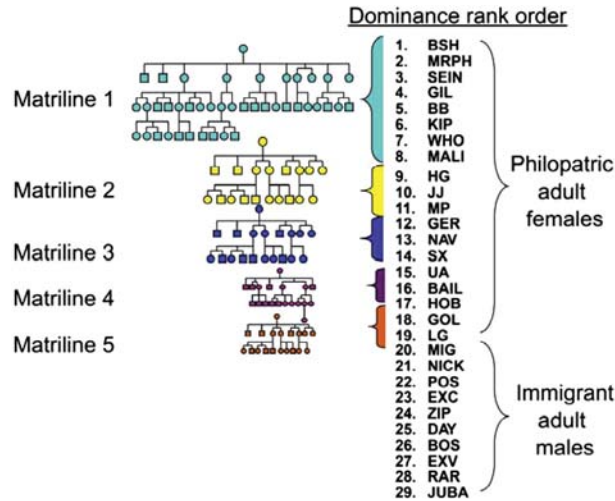 Dominance rank order
Matriline 1
Matriline 2
Matriline 3
Matriline 4
Matriline 5
1. BSH
2. MRPH
3. SEIN
4. GIL
5. BB
6. KIP
7. WHO
8. MALI
9. HG
10. JJ
11. MP
12. GER
13. NAV
14. SX
15. UA
16. BAIL
17. HOB
18. GOL
19. LG
20. MIG
21. NICK
22. POS
23. EXC
24. ZIP
25. DAY
26. BOS
27. EXV
28. RAR
29. JUBA
Philopatric
adult
females
Immigrant
adult
males